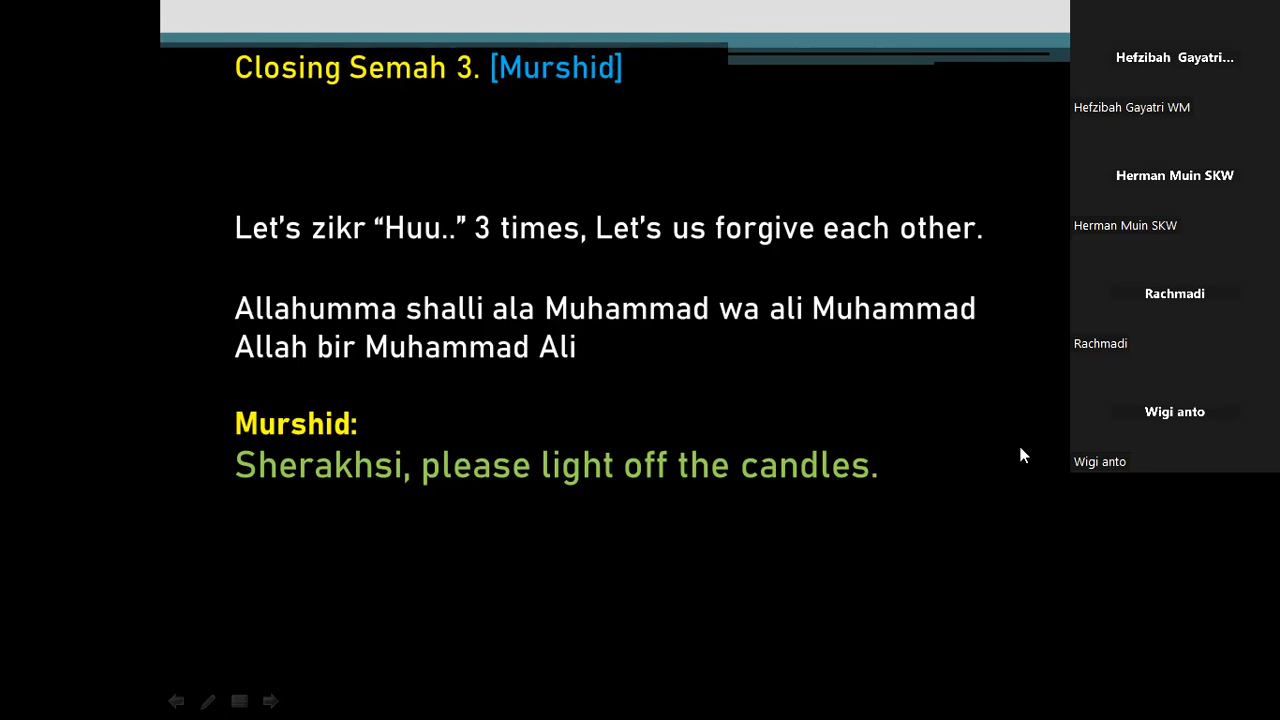 Closing Semah 3. [Murshid]
Let's zikr “Huu..” 3 times, Let's us forgive each other.
Allahumma shalli ala Muhammad wa ali Muhammad
Allah bir Muhammad Ali
Murshid:
Sherakhsi, please light off the candles.
Hefzibah Gayatri...
Hefzibah Gayatri WM
Herman Muin SKW
Herman Muin SKW
Rachmadi
Rachmadi
Wigi anto
Wigi anto